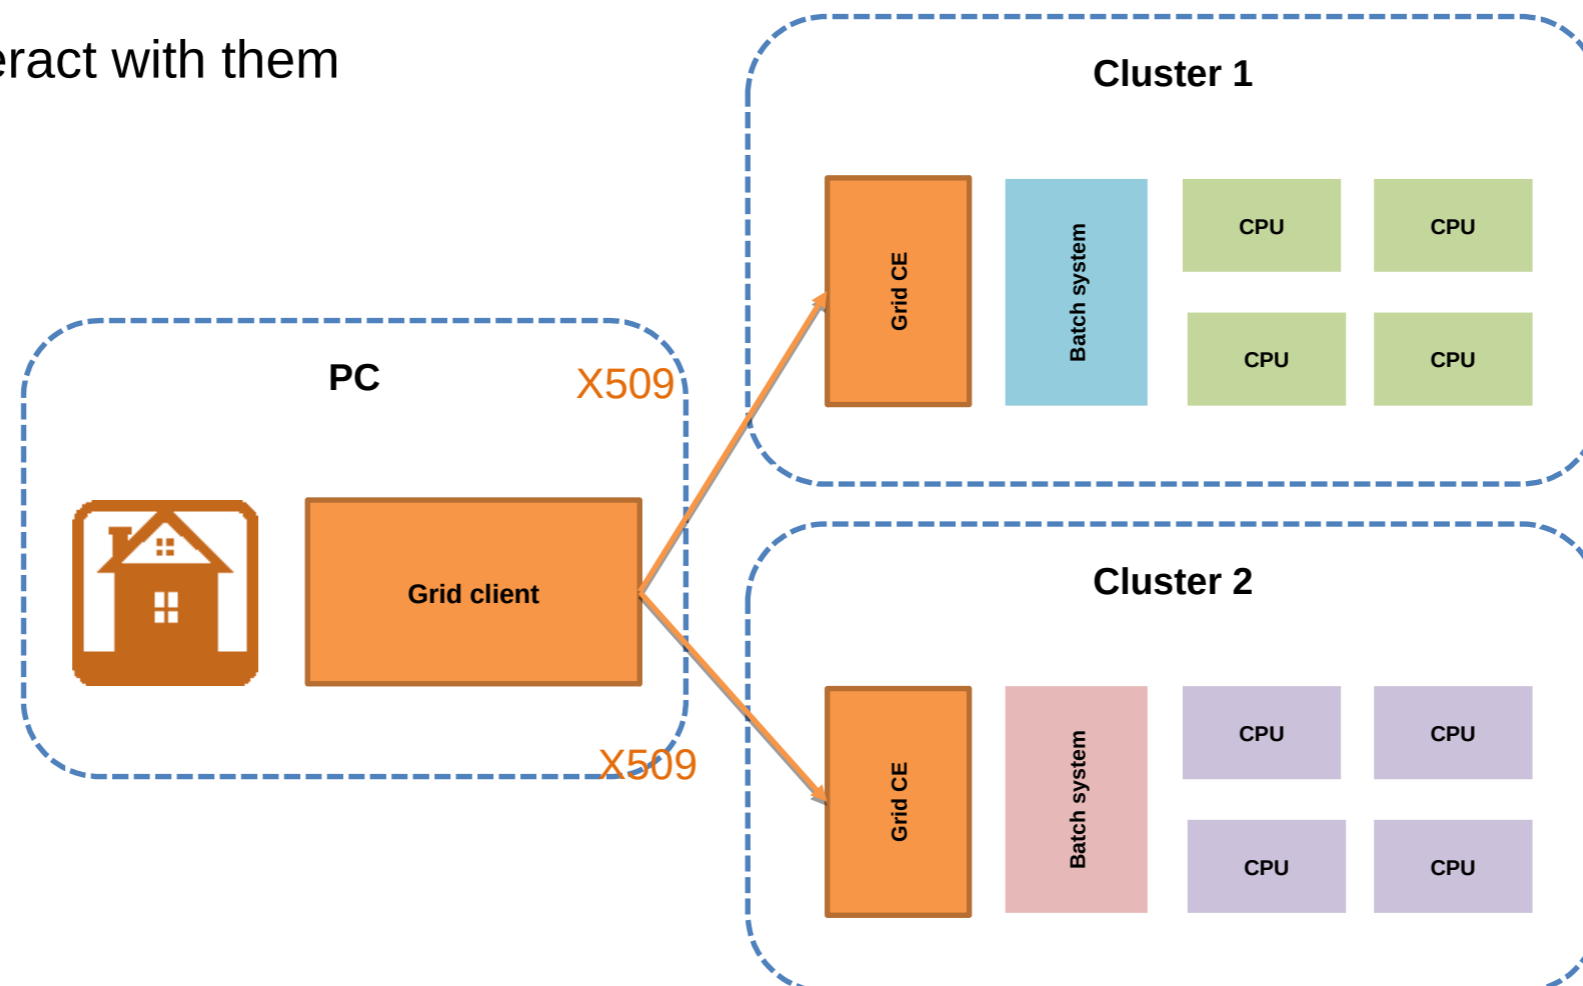 eract with them
Cluster 1
Grid CE
Batch system
CPU
CPU
CPU
CPU
PC
X509
Grid client
X509
Cluster 2
Grid CE
Batch system
CPU
CPU
CPU
CPU